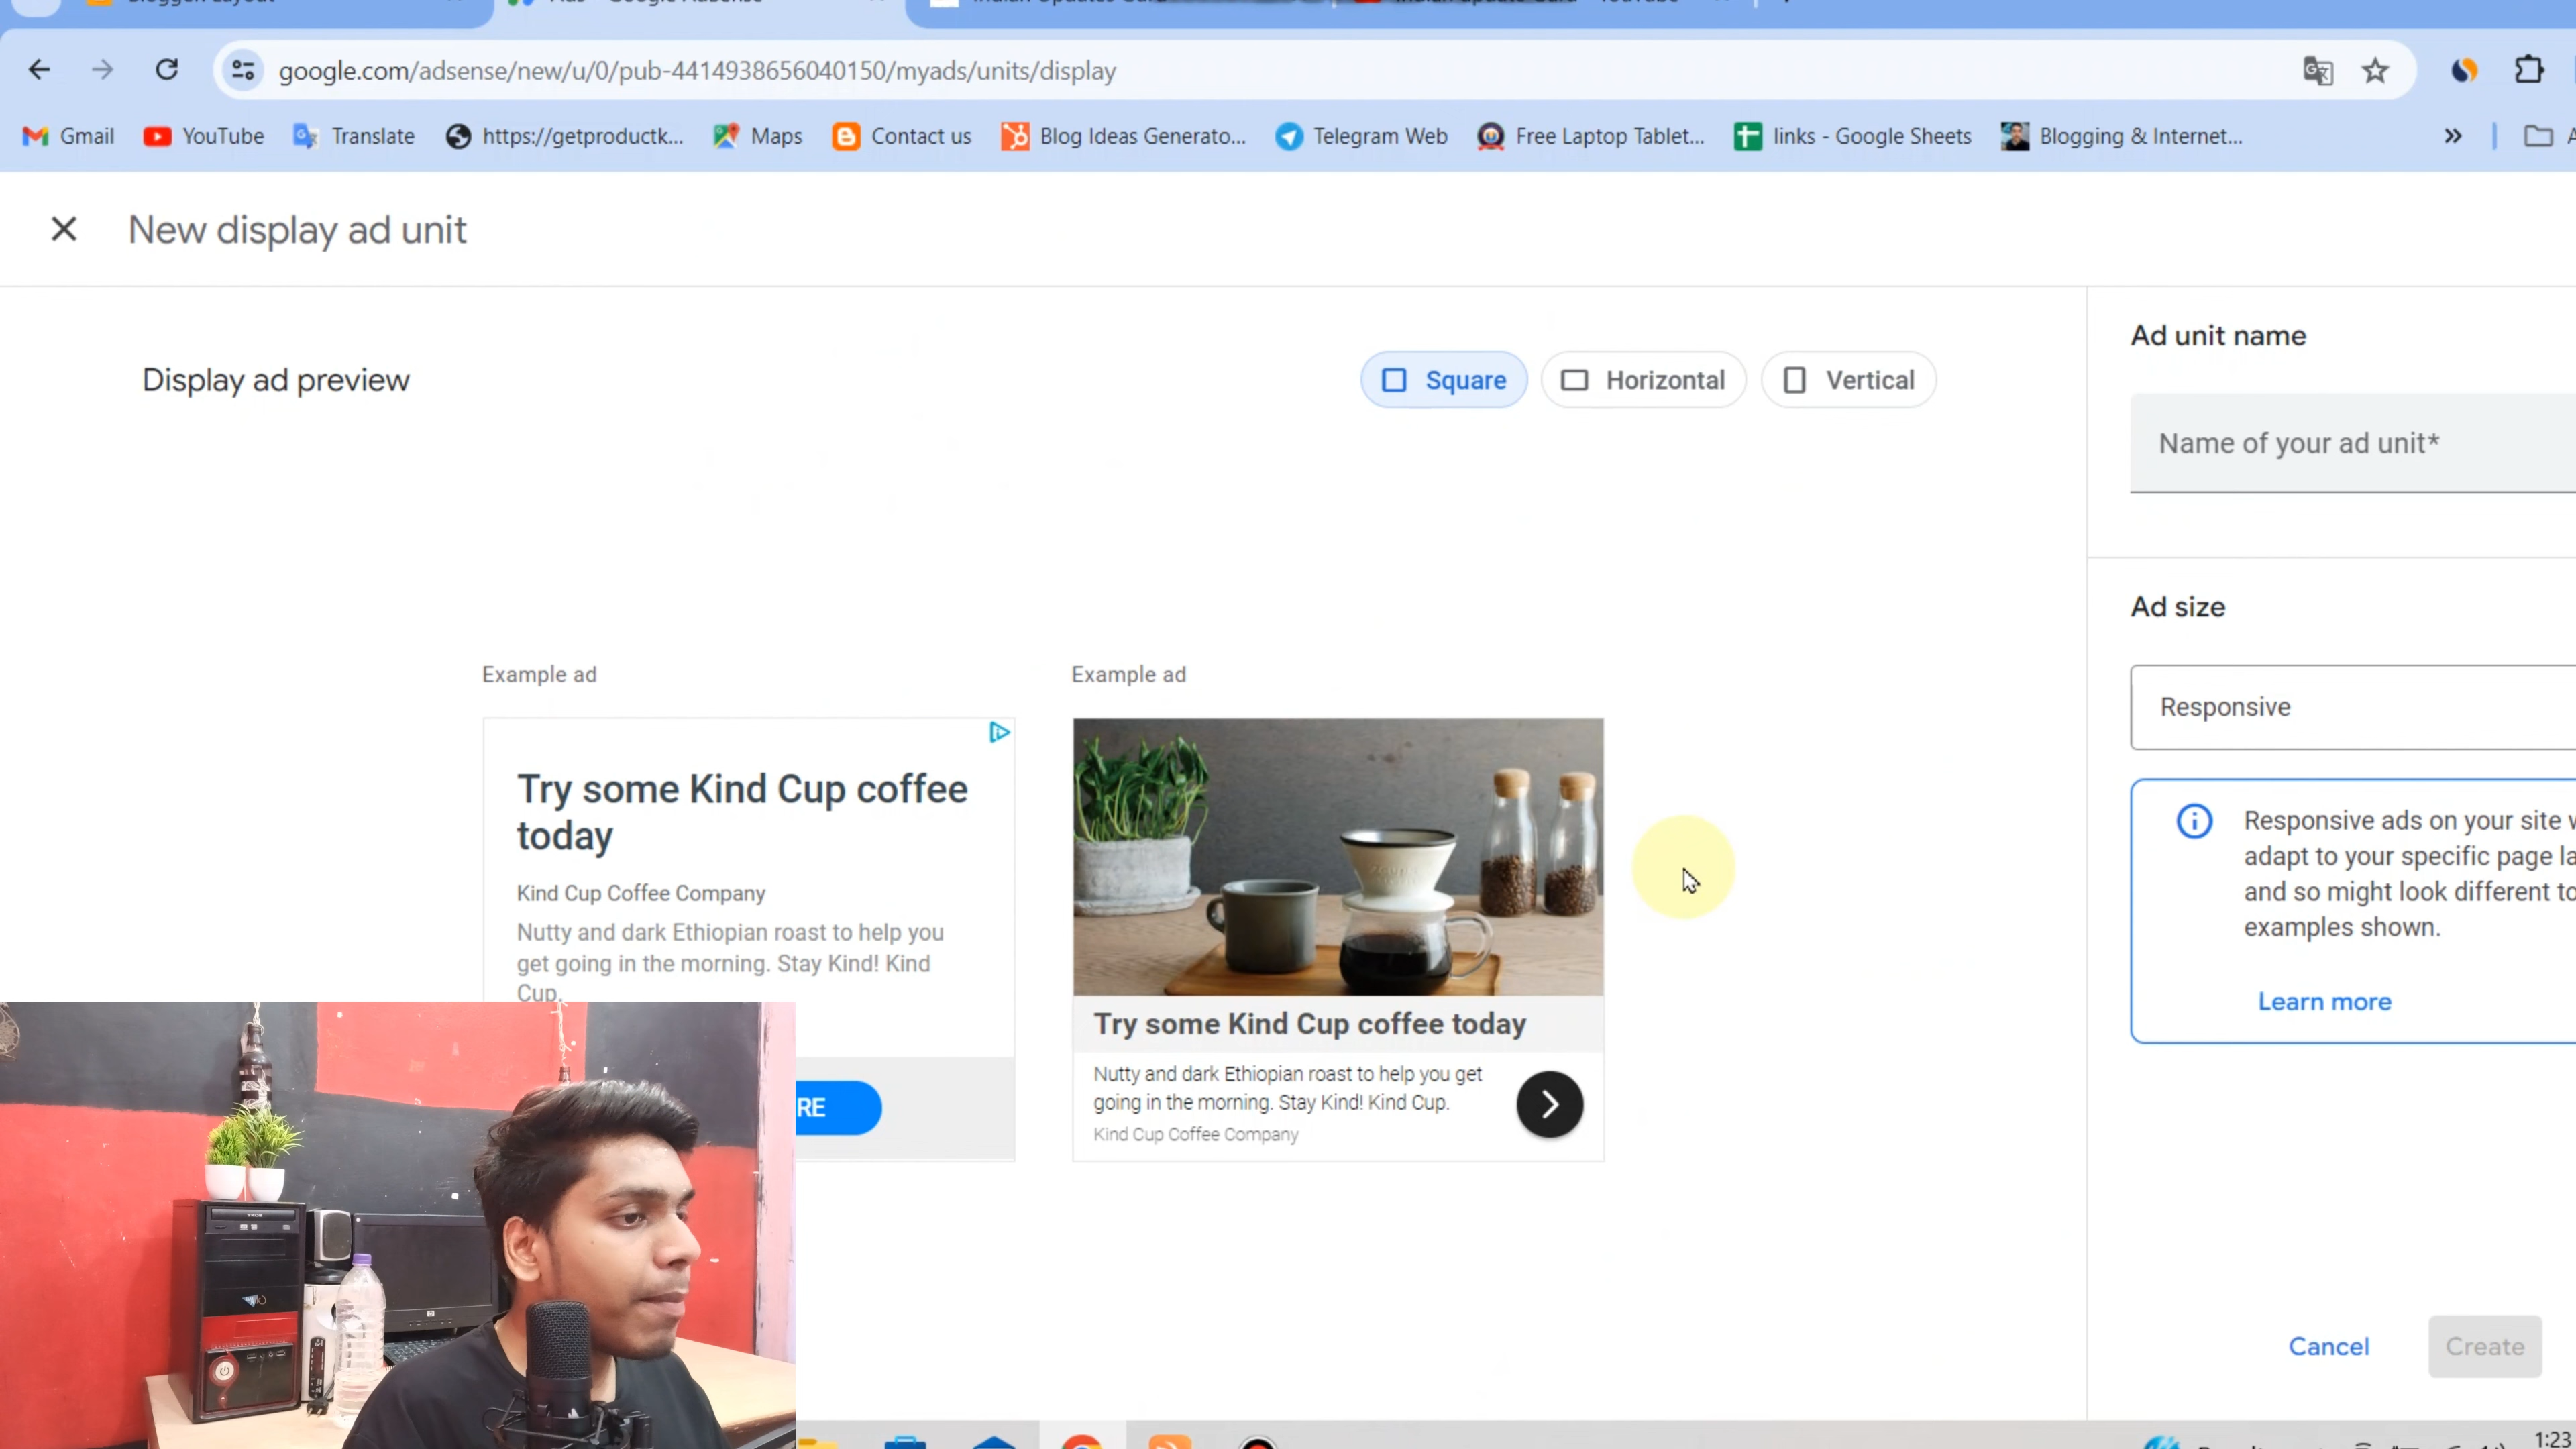 google.com/adsense/new/u/0/pub-4414938656040150/myads/units/display
Gmail YouTube Translate https://getproductk... Maps Contact us Blog Ideas Generato... Telegram Web Free Laptop Tablet... links - Google Sheets Blogging & Internet... »
New display ad unit
Display ad preview
Square Horizontal Vertical
Ad unit name
Name of your ad unit*
Ad size
Responsive
Responsive ads on your site
adapt to your specific page
and so might look different
examples shown.
Learn more
Example ad
Try some Kind Cup coffee
today
Kind Cup Coffee Company
Nutty and dark Ethiopian roast to help you
get going in the morning. Stay Kind! Kind
Cup.
RE
Example ad
Try some Kind Cup coffee today
Nutty and dark Ethiopian roast to help you get
going in the morning. Stay Kind! Kind Cup.
Kind Cup Coffee Company
Cancel Create
1:23